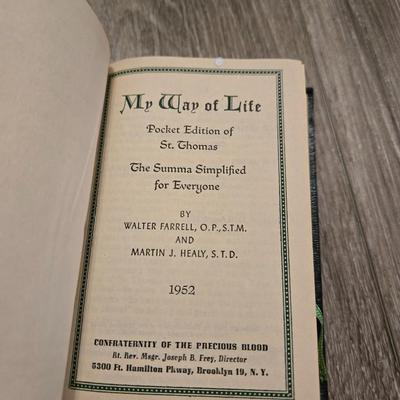 My Way of Life
Pocket Edition of
St. Thomas
The Summa Simplified
for Everyone
BY
WALTER FARRELL, O.P., S.T.M.
AND
MARTIN J. HEALY, S.T.D.
1952
CONFRATERNITY OF THE PRECIOUS BLOOD
Rt. Rev. Msgr. Joseph B. Frey, Director
5300 Ft. Hamilton Pkway, Brooklyn 19, N. Y.